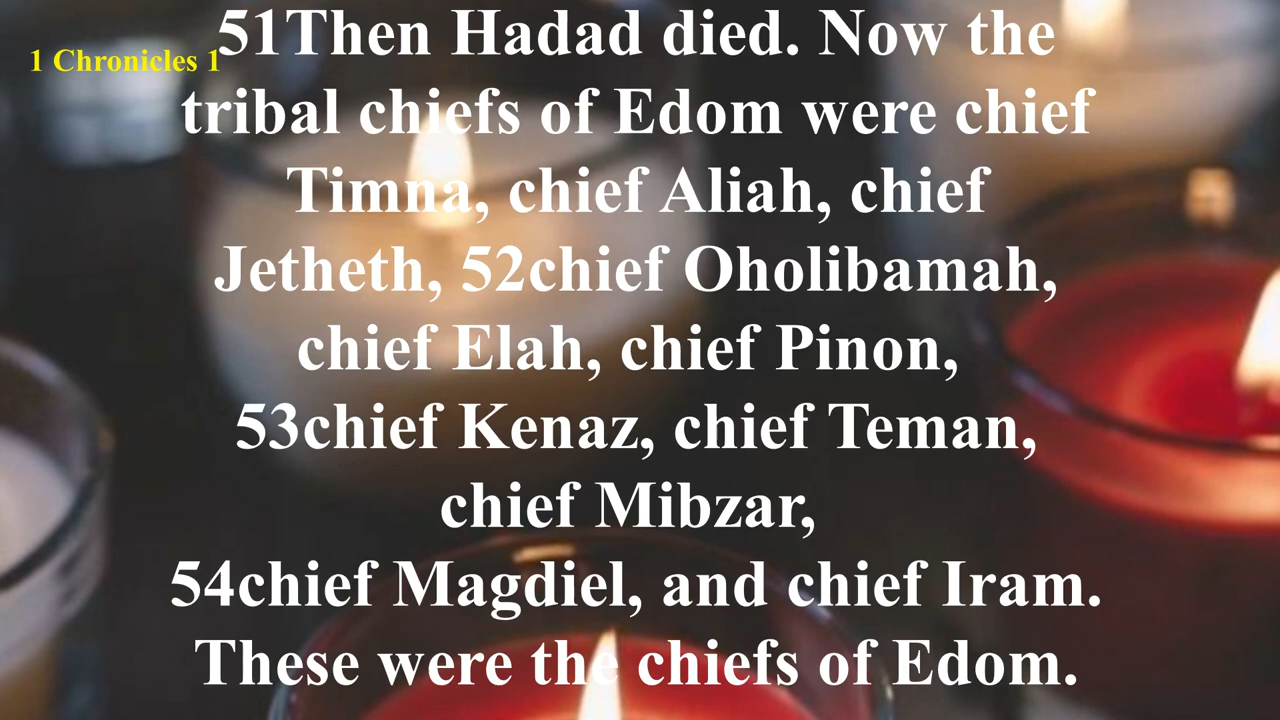 1 Chronicles 1
51Then Hadad died. Now the
tribal chiefs of Edom were chief
Timna, chief Aliah, chief
Jetheth, 52chief Oholibamah,
chief Elah, chief Pinon,
53chief Kenaz, chief Teman,
chief Mibzar,
54chief Magdiel, and chief Iram.
These were the chiefs of Edom.